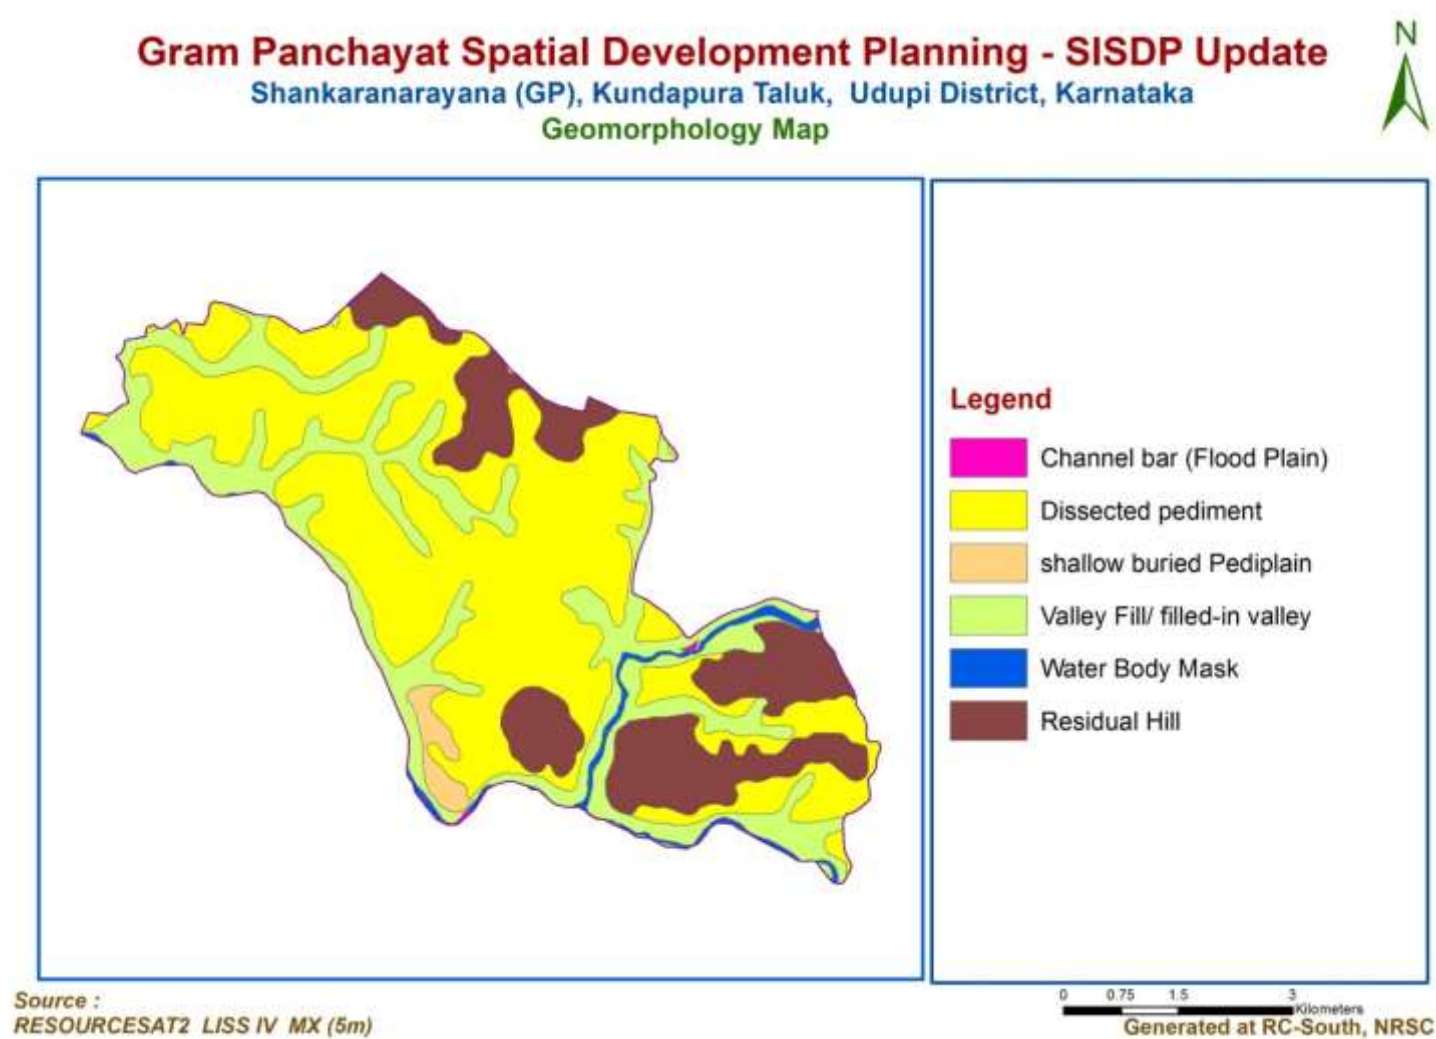 Gram Panchayat Spatial Development Planning - SISDP Update
Shankaranarayana (GP), Kundapura Taluk, Udupi District, Karnataka
Geomorphology Map
N
Legend
Channel bar (Flood Plain)
Dissected pediment
shallow buried Pediplain
Valley Fill/ filled-in valley
Water Body Mask
Residual Hill
Source :
RESOURCESAT2 LISS IV MX (5m)
0 0.75 1.5 3
Kilometers
Generated at RC-South, NRSC